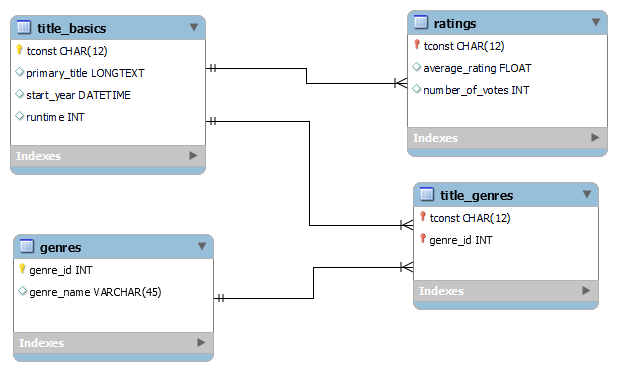 title_basics
tconst CHAR(12)
primary_title LONGTEXT
start_year DATETIME
runtime INT
Indexes
ratings
tconst CHAR(12)
average_rating FLOAT
number_of_votes INT
Indexes
title_genres
tconst CHAR(12)
genre_id INT
Indexes
genres
genre_id INT
genre_name VARCHAR(45)
Indexes